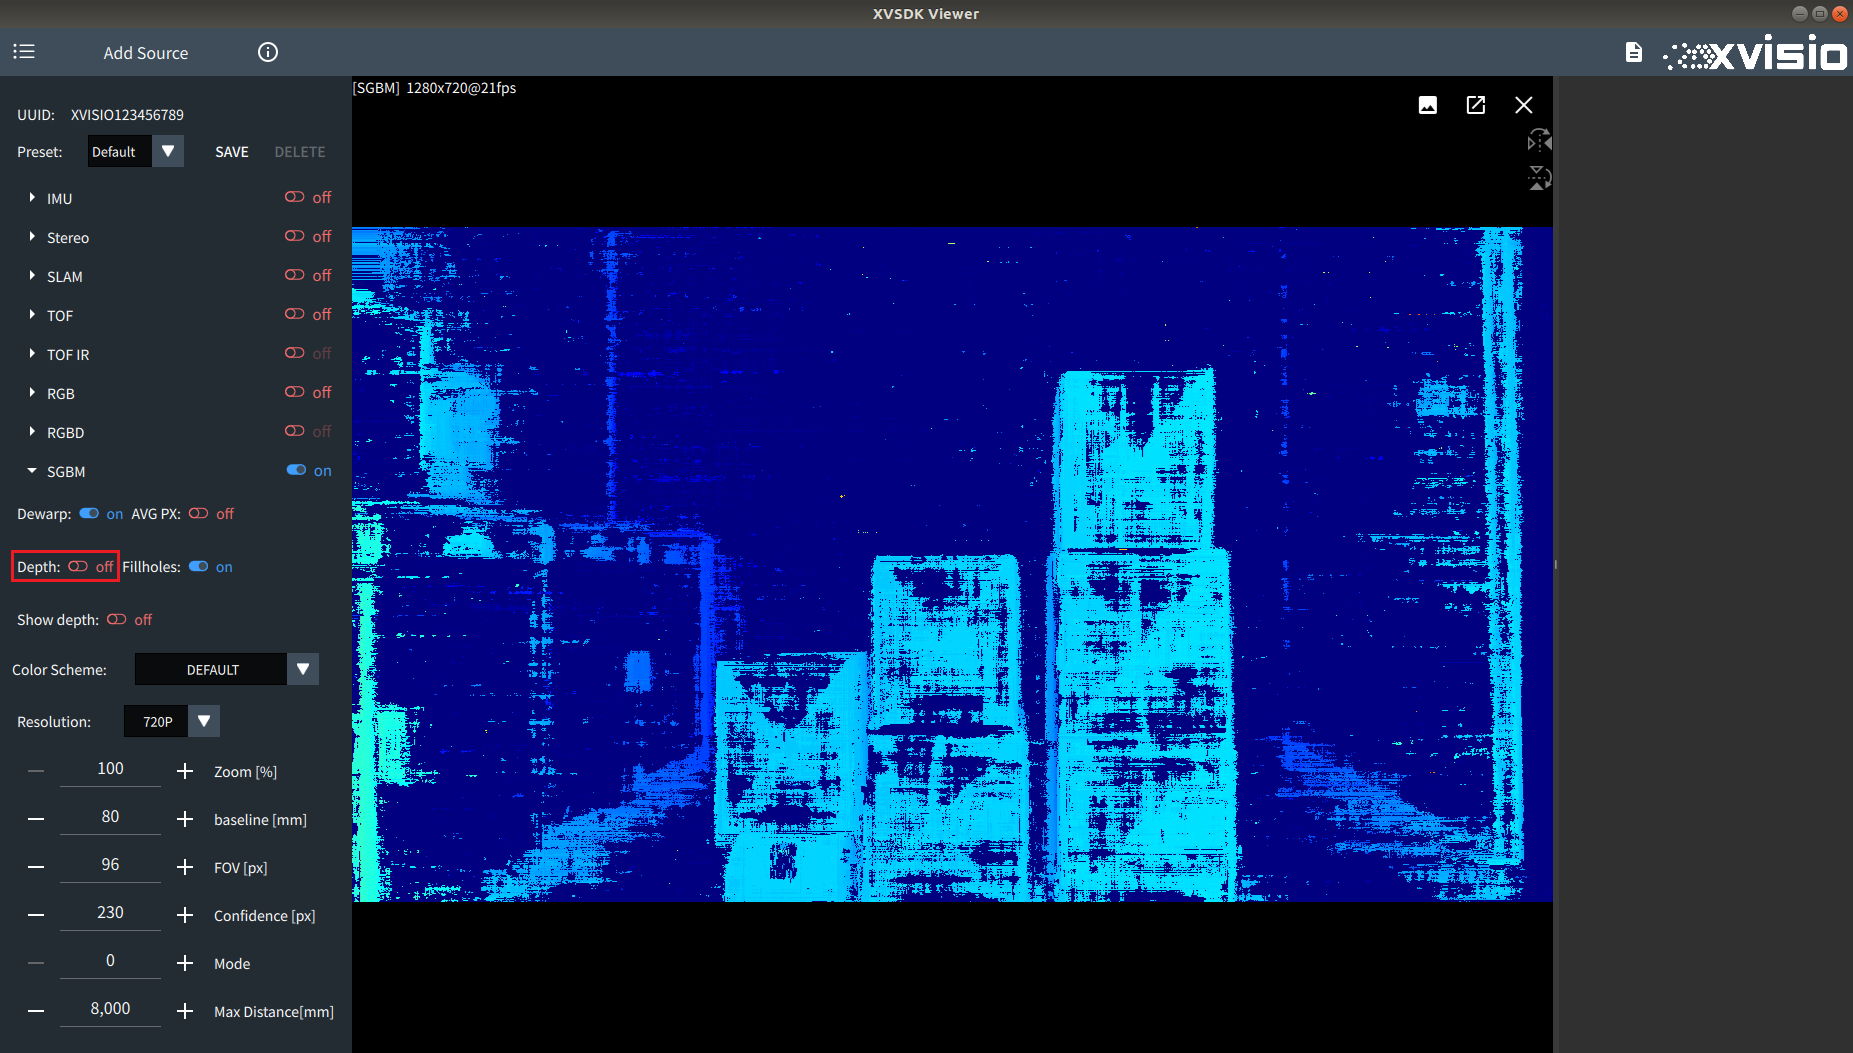 XVSDK Viewer
Add Source
xvisio
UUID: XVISIO123456789
Preset: Default SAVE DELETE
IMU off
Stereo off
SLAM off
TOF off
TOF IR off
RGB off
RGBD off
SGBM on
Dewarp: on AVG PX: off
Depth: off Fillholes: on
Show depth: off
Color Scheme: DEFAULT
Resolution: 720P
100 Zoom [%]
80 baseline [mm]
96 FOV [px]
230 Confidence [px]
0 Mode
8,000 Max Distance[mm]
[SGBM] 1280x720@21fps